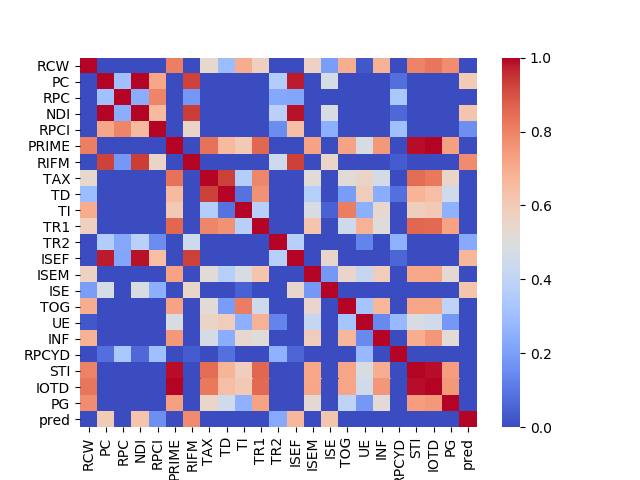 RCW
PC
RPC
NDI
RPCI
PRIME
RIFM
TAX
TD
TI
TR1
TR2
ISEF
ISEM
ISE
TOG
UE
INF
RPCYD
STI
IOTD
PG
pred
RCW
PC
RPC
NDI
RPCI
PRIME
RIFM
TAX
TD
TI
TR1
TR2
ISEF
ISEM
ISE
TOG
UE
INF
RPCYD
STI
IOTD
PG
pred
1.0
0.8
0.6
0.4
0.2
0.0